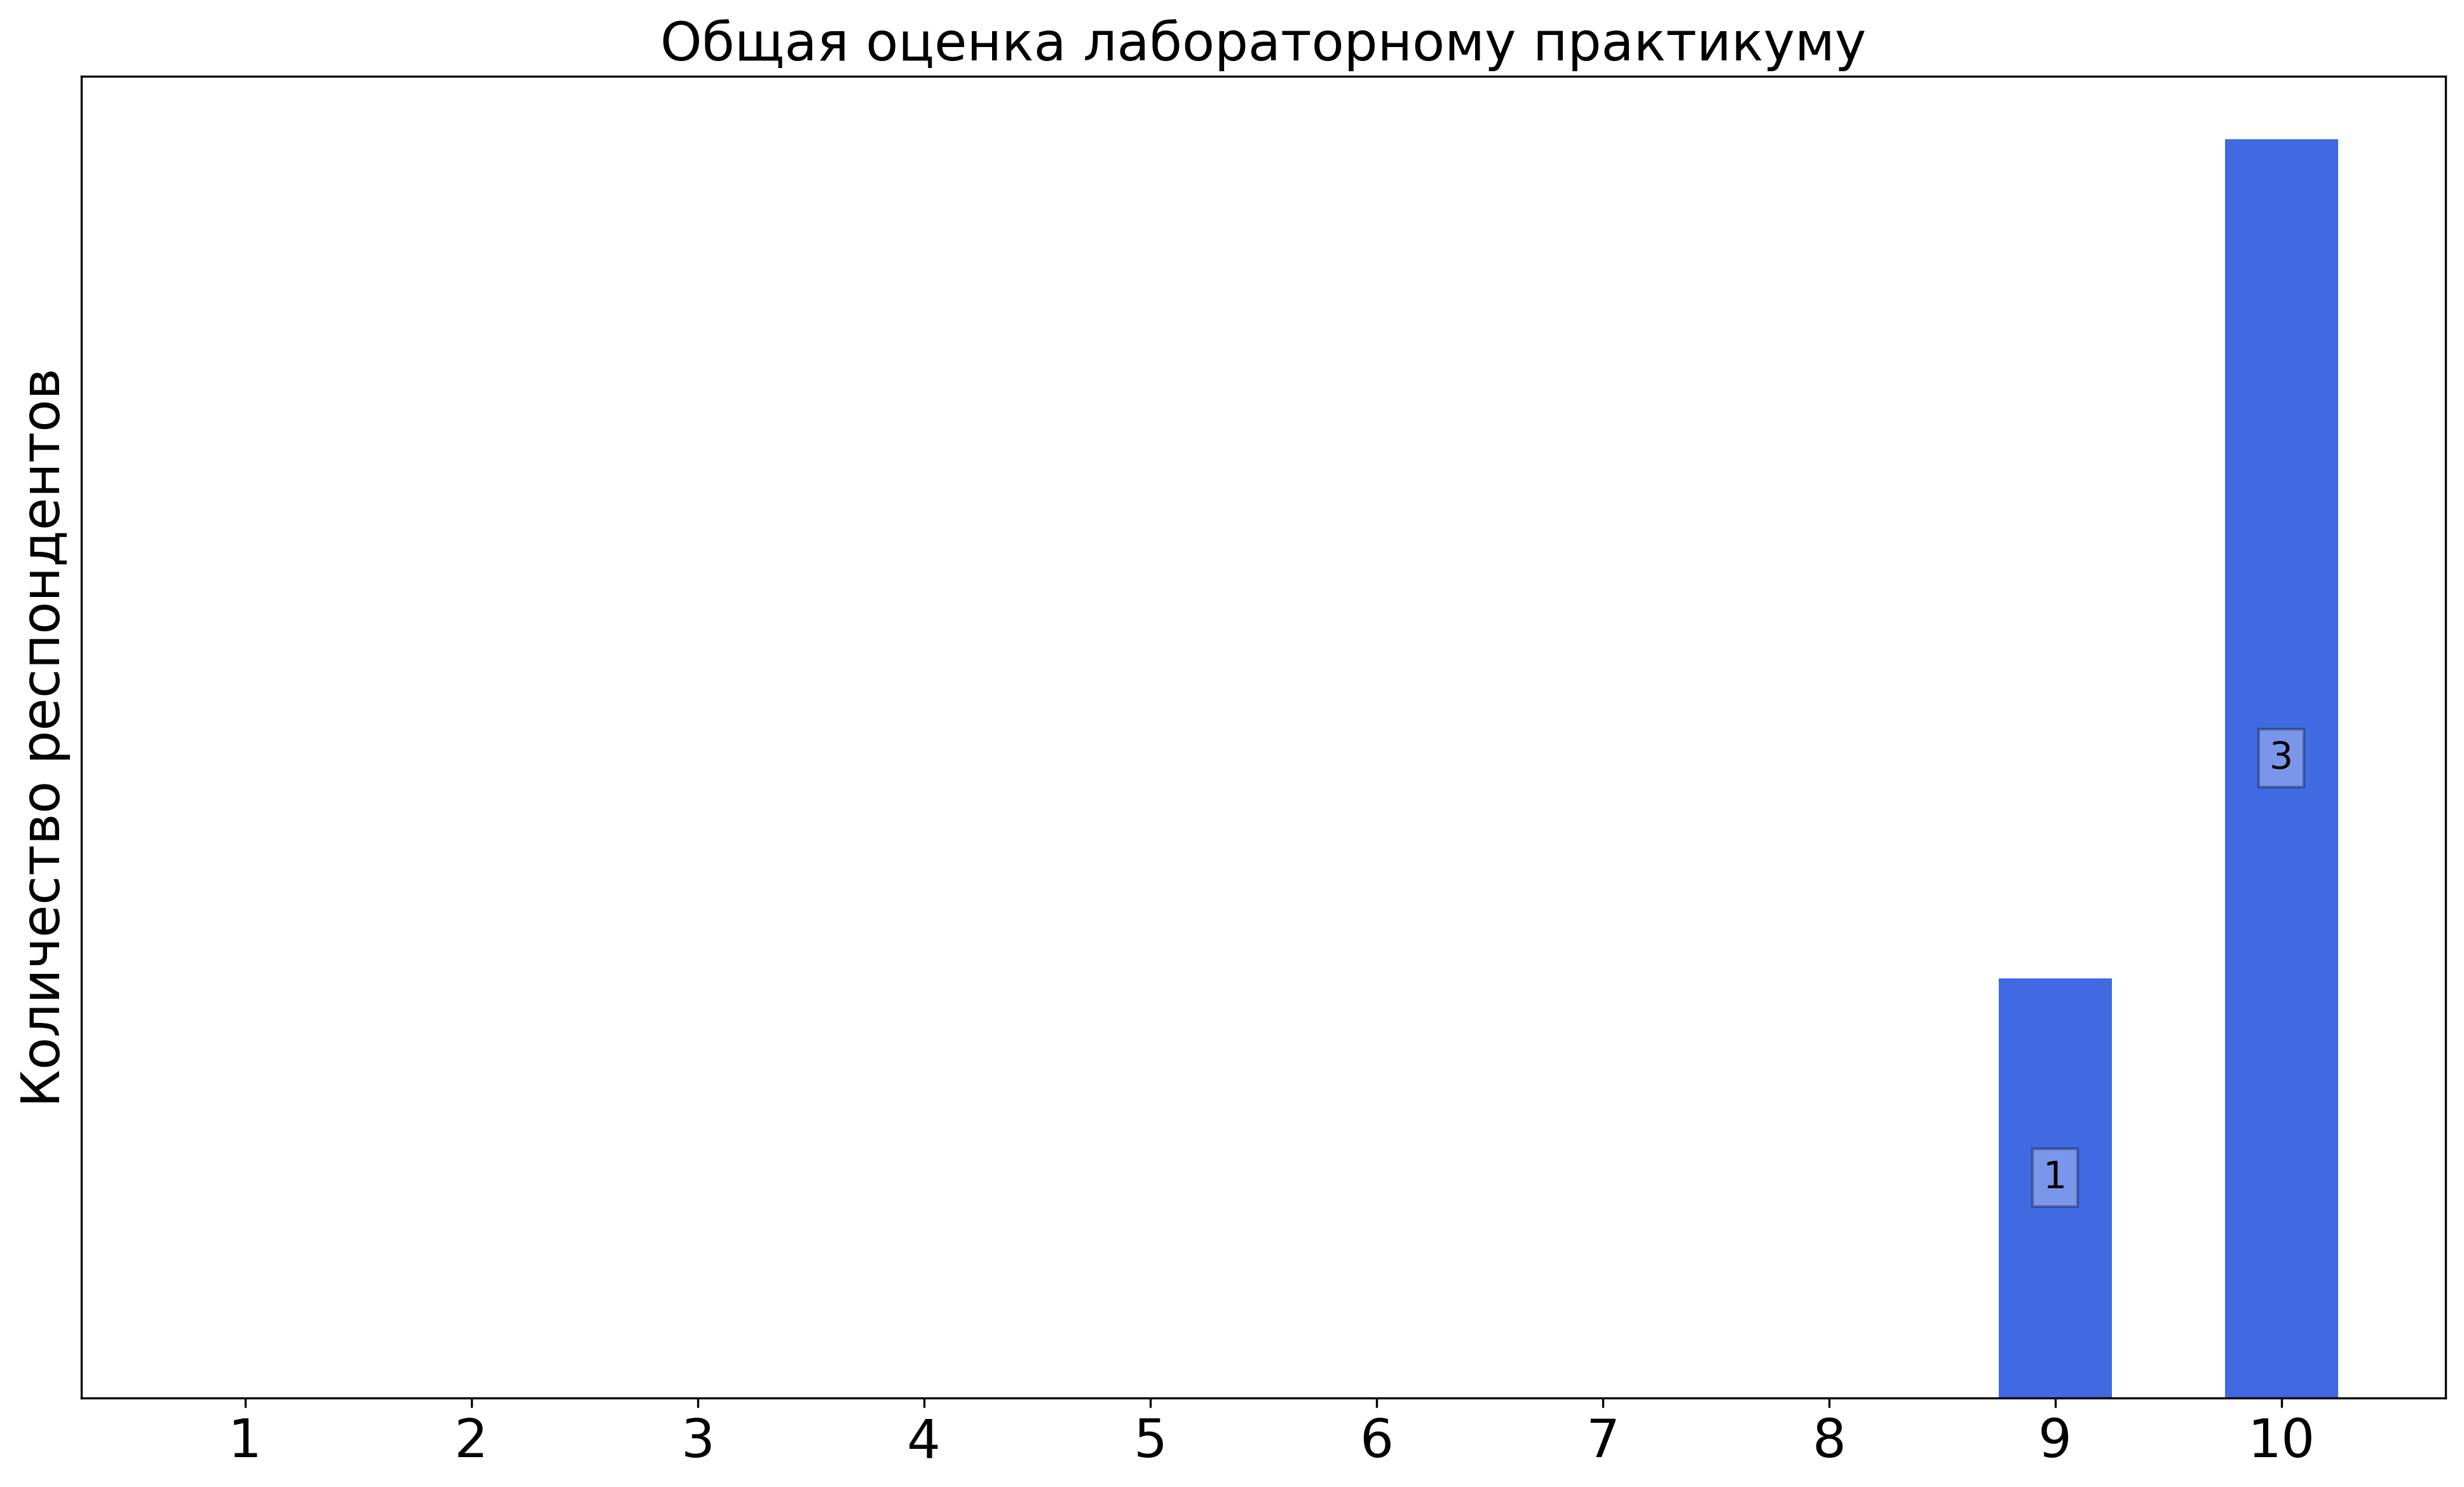 Общая оценка лабораторному практикуму
Количество респондентов
3
1
1 2 3 4 5 6 7 8 9 10